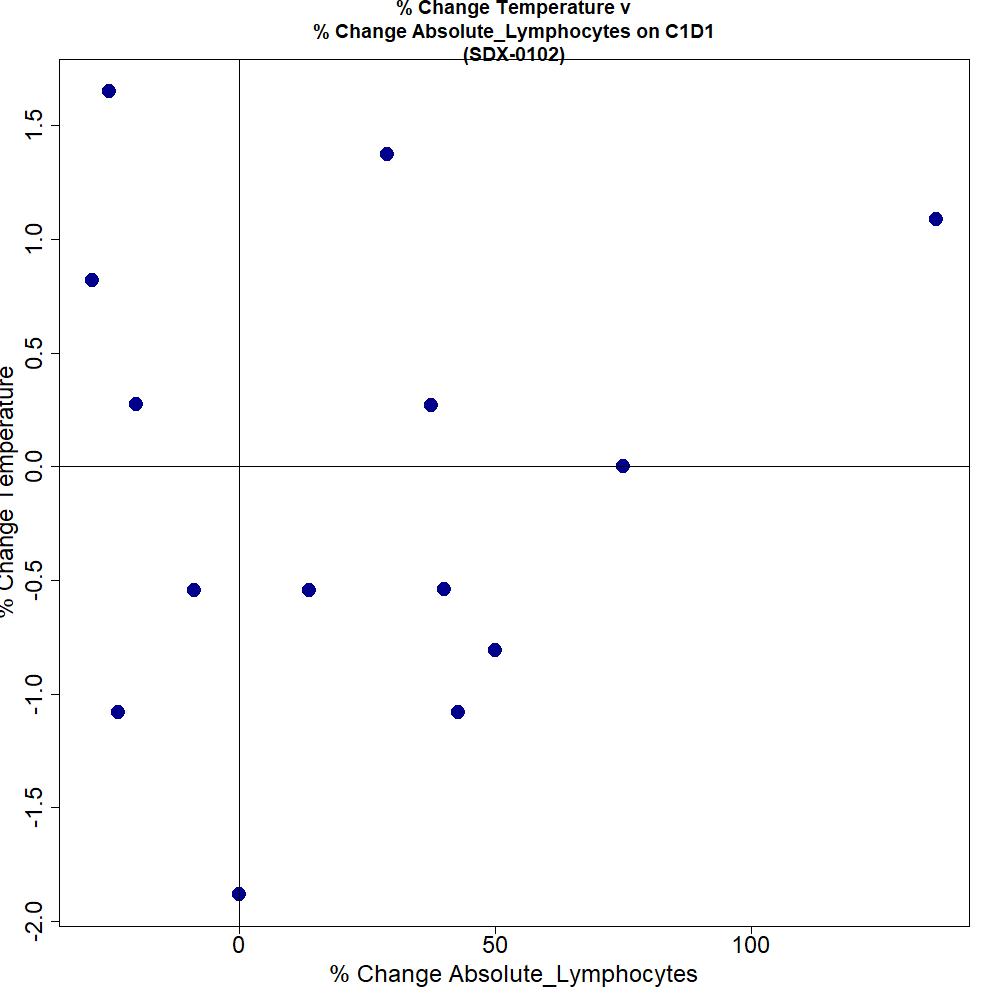 % Change Temperature v
% Change Absolute_Lymphocytes on C1D1
(SDX-0102)
% Change Temperature
1.5
1.0
0.5
0.0
-0.5
-1.0
-1.5
-2.0
0
50
100
% Change Absolute_Lymphocytes